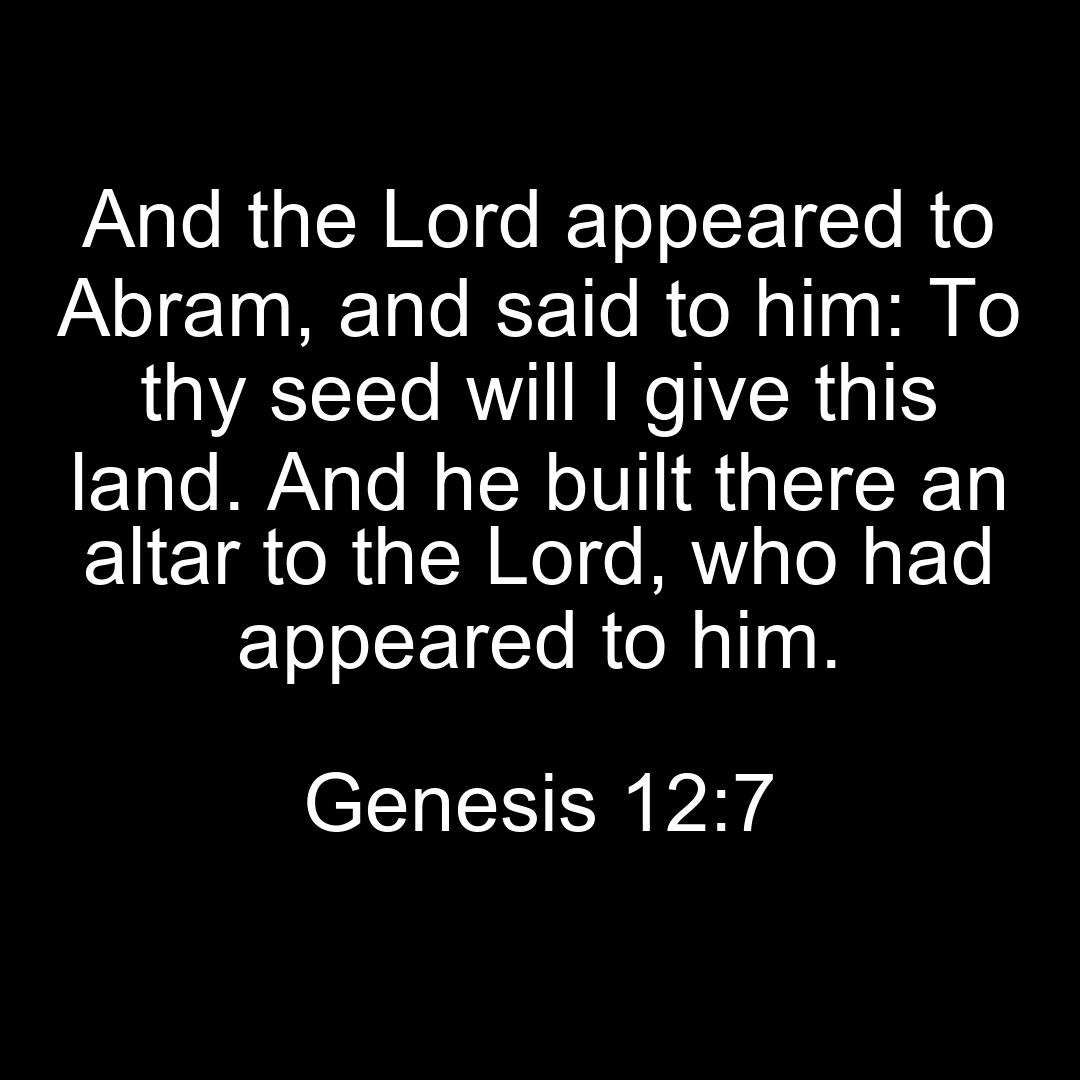 And the Lord appeared to
Abram, and said to him: To
thy seed will I give this
land. And he built there an
altar to the Lord, who had
appeared to him.
Genesis 12:7